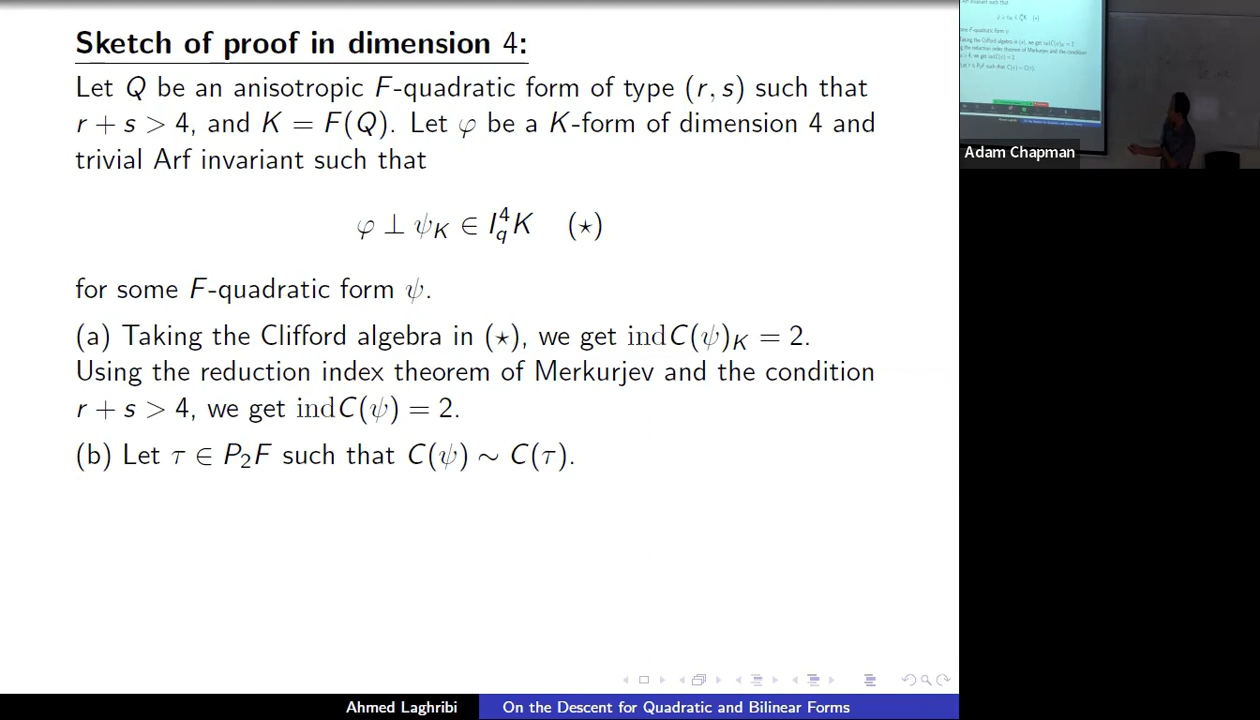 Sketch of proof in dimension 4:
Let Q be an anisotropic F-quadratic form of type (r, s) such that
r + s > 4, and K = F(Q). Let φ be a K-form of dimension 4 and
trivial Arf invariant such that
φ ⊥ ψ_K ∈ I_q^4 K (⋆)
for some F-quadratic form ψ.
(a) Taking the Clifford algebra in (⋆), we get ind C(ψ)_K = 2.
Using the reduction index theorem of Merkurjev and the condition
r + s > 4, we get ind C(ψ) = 2.
(b) Let τ ∈ P_2F such that C(ψ) ∼ C(τ).
Ahmed Laghribi
On the Descent for Quadratic and Bilinear Forms
Adam Chapman